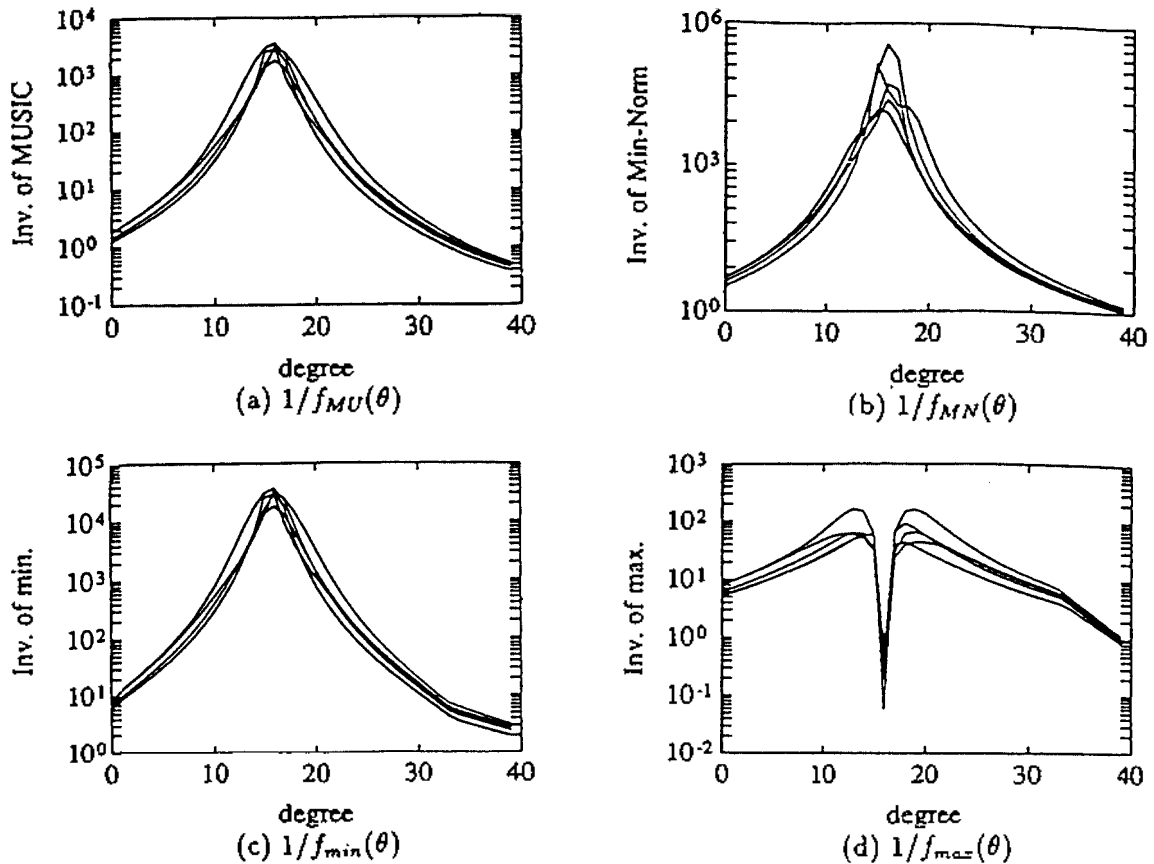 10⁴
10³
10²
10¹
10⁰
10⁻¹
Inv. of MUSIC
0 10 20 30 40
degree
(a) 1/f_MU(θ)
10⁶
10³
10⁰
Inv. of Min-Norm
0 10 20 30 40
degree
(b) 1/f_MN(θ)
10⁵
10⁴
10³
10²
10¹
10⁰
Inv. of min.
0 10 20 30 40
degree
(c) 1/f_min(θ)
10³
10²
10¹
10⁰
10⁻¹
10⁻²
Inv. of max.
0 10 20 30 40
degree
(d) 1/f_max(θ)